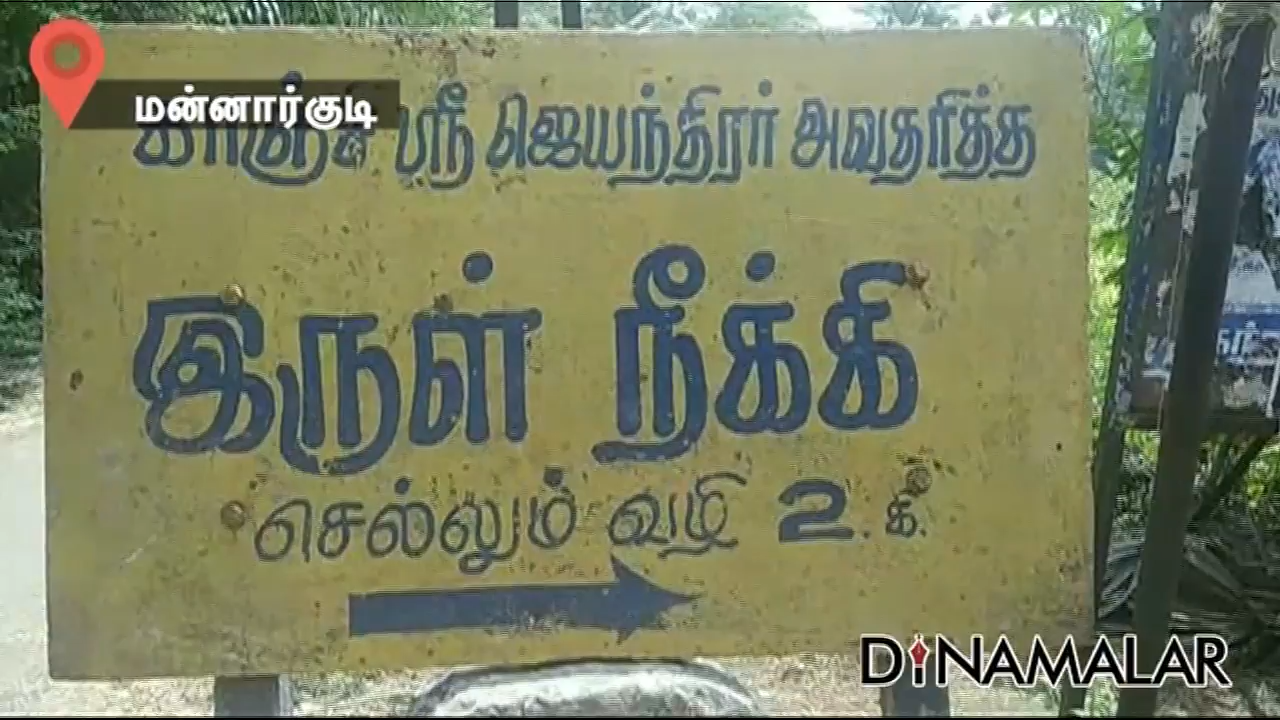 மன்னார்குடி
காஞ்சி ஸ்ரீ ஜெயந்திரர் அவதரித்த
இருள் நீக்கி
செல்லும் வழி 2. க.
DINAMALAR